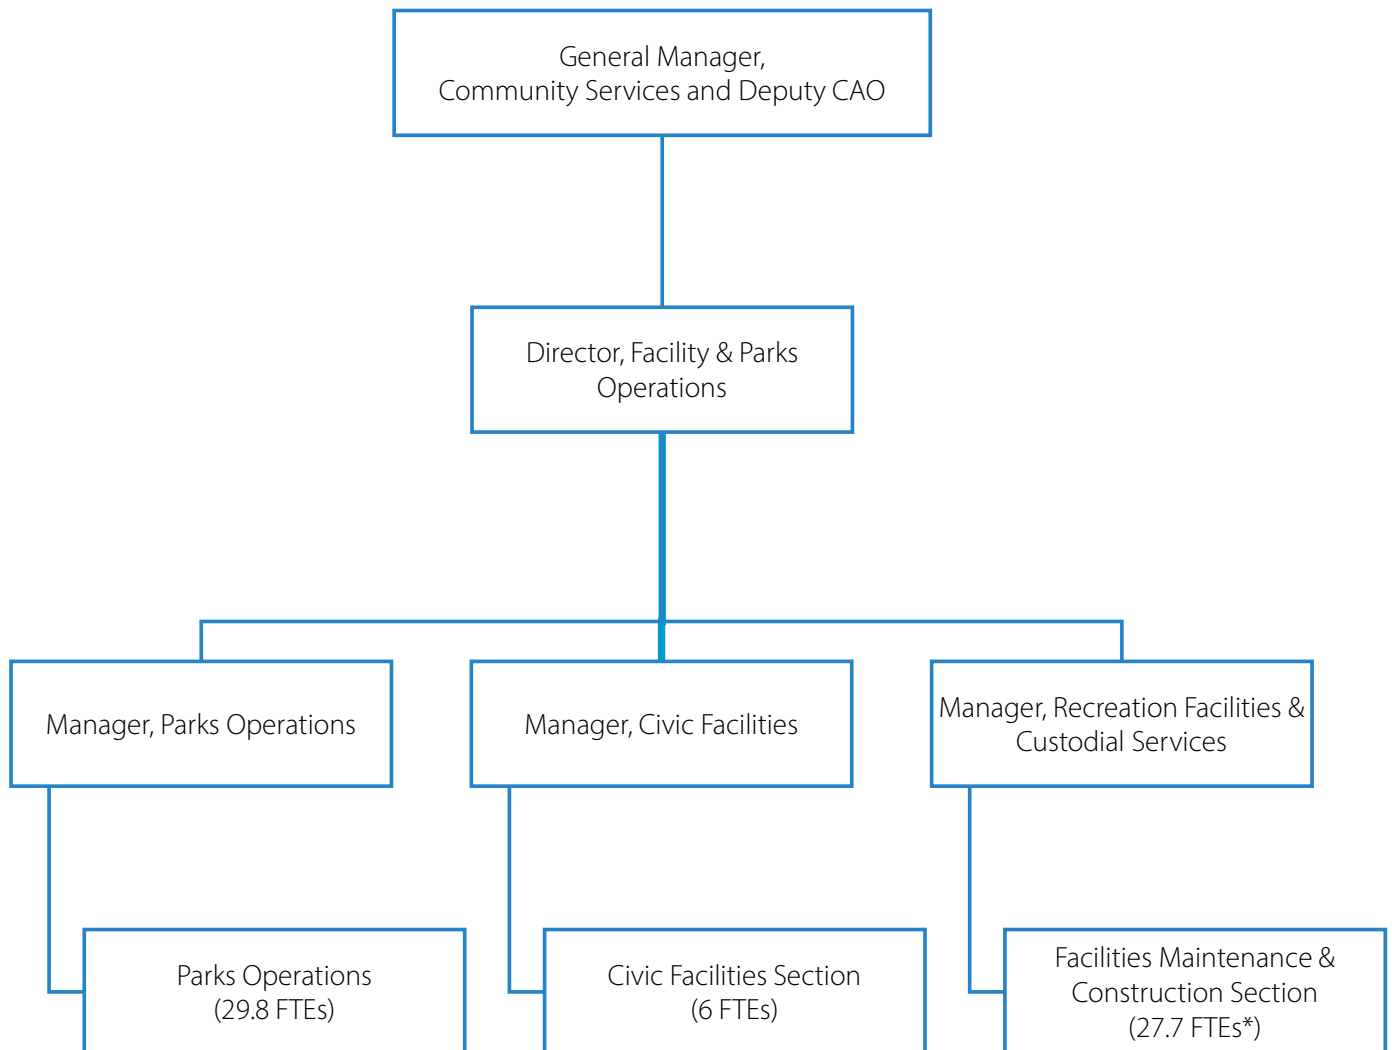 General Manager,
Community Services and Deputy CAO
Director, Facility & Parks
Operations
Manager, Parks Operations
Manager, Civic Facilities
Manager, Recreation Facilities &
Custodial Services
Parks Operations
(29.8 FTEs)
Civic Facilities Section
(6 FTEs)
Facilities Maintenance &
Construction Section
(27.7 FTEs*)